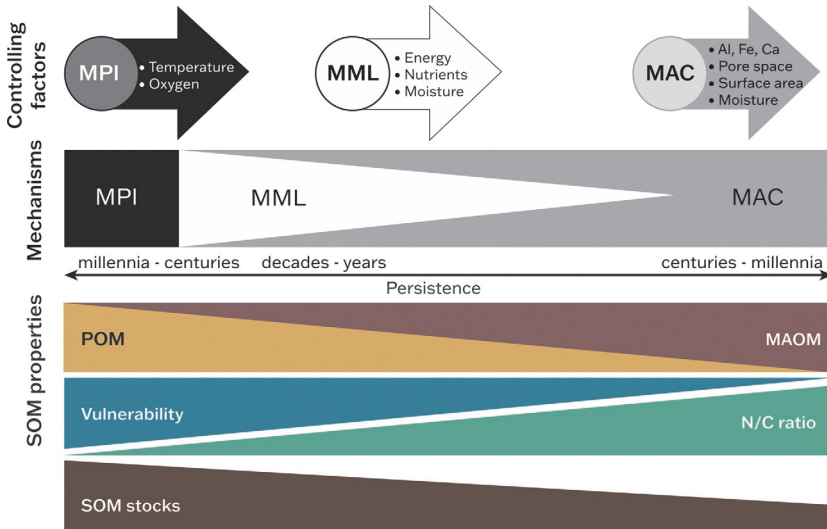 Controlling
factors
MPI
• Temperature
• Oxygen
MML
• Energy
• Nutrients
• Moisture
MAC
• Al, Fe, Ca
• Pore space
• Surface area
• Moisture
Mechanisms
MPI
MML
MAC
millennia - centuries
decades - years
centuries - millennia
Persistence
SOM properties
POM
MAOM
Vulnerability
N/C ratio
SOM stocks